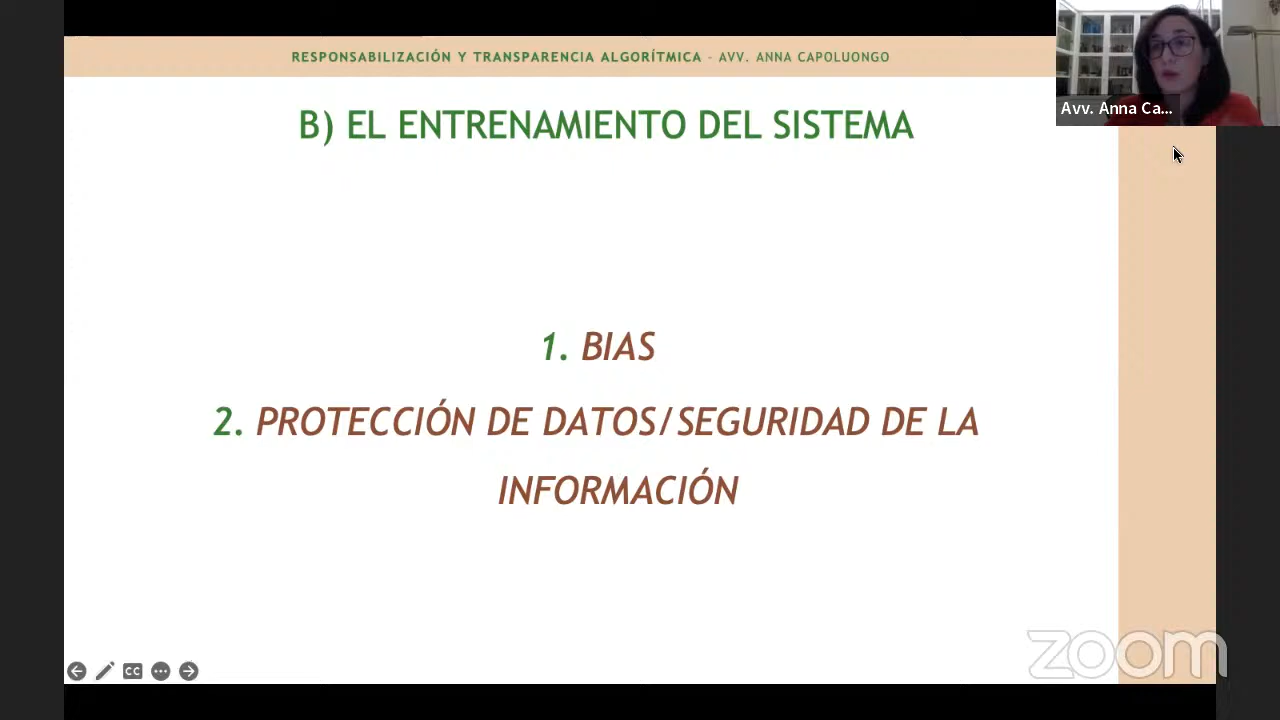 RESPONSABILIZACIÓN Y TRANSPARENCIA ALGORÍTMICA - AVV. ANNA CAPOLUONGO
Avv. Anna Ca...
B) EL ENTRENAMIENTO DEL SISTEMA
1. BIAS
2. PROTECCIÓN DE DATOS/SEGURIDAD DE LA
INFORMACIÓN
CC
zoom